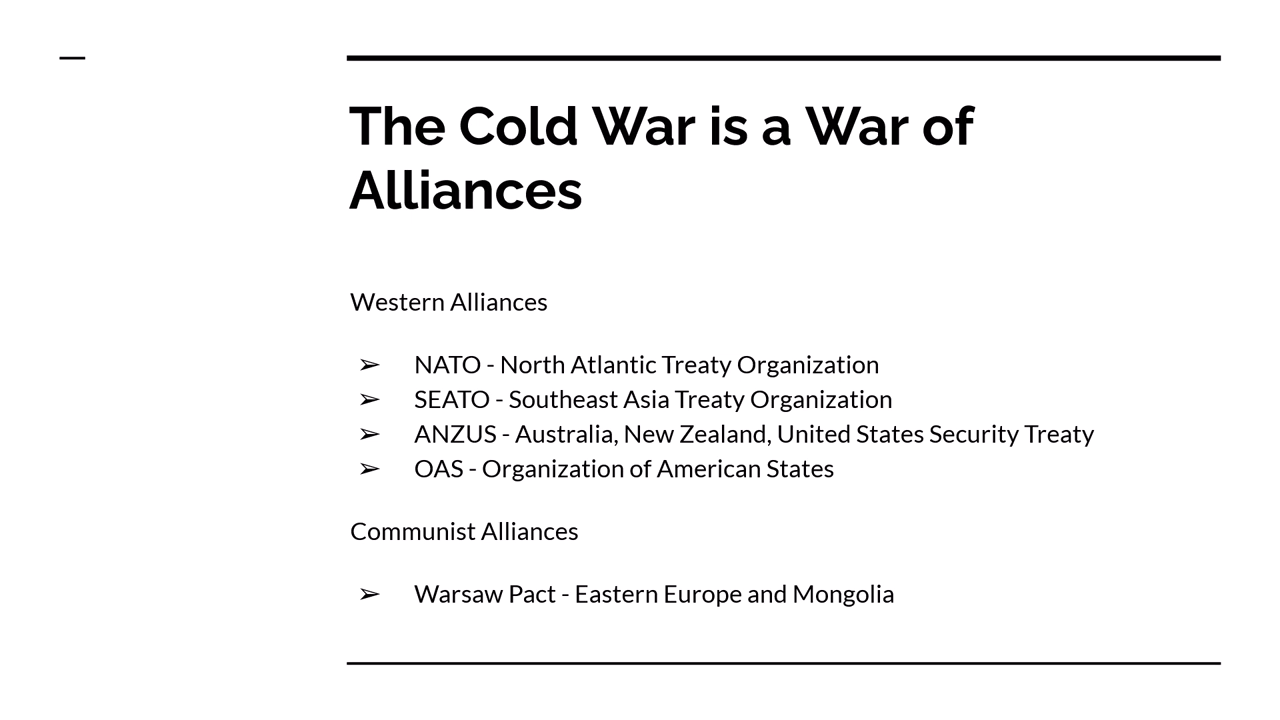 The Cold War is a War of
Alliances
Western Alliances
➢ NATO - North Atlantic Treaty Organization
➢ SEATO - Southeast Asia Treaty Organization
➢ ANZUS - Australia, New Zealand, United States Security Treaty
➢ OAS - Organization of American States
Communist Alliances
➢ Warsaw Pact - Eastern Europe and Mongolia